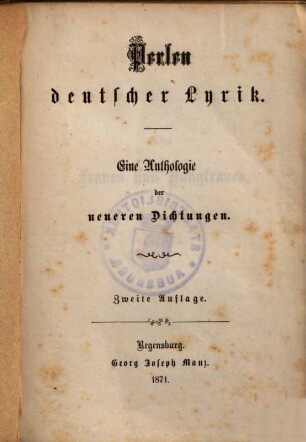 Perlen
deutscher Lyrik.
Eine Anthologie
der
neueren Dichtungen.
Zweite Auflage.
Regensburg.
Georg Joseph Manz.
1871.